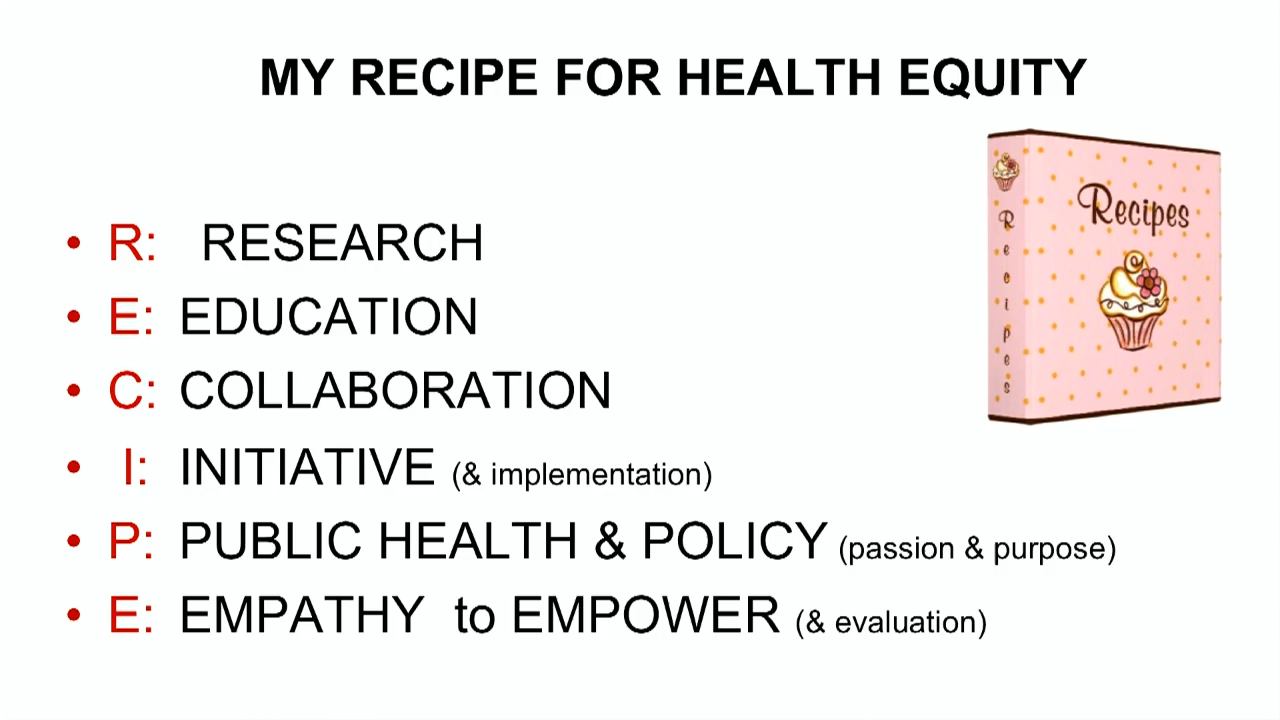 MY RECIPE FOR HEALTH EQUITY
Recipes
Recipes
R: RESEARCH
E: EDUCATION
C: COLLABORATION
I: INITIATIVE (& implementation)
P: PUBLIC HEALTH & POLICY (passion & purpose)
E: EMPATHY to EMPOWER (& evaluation)